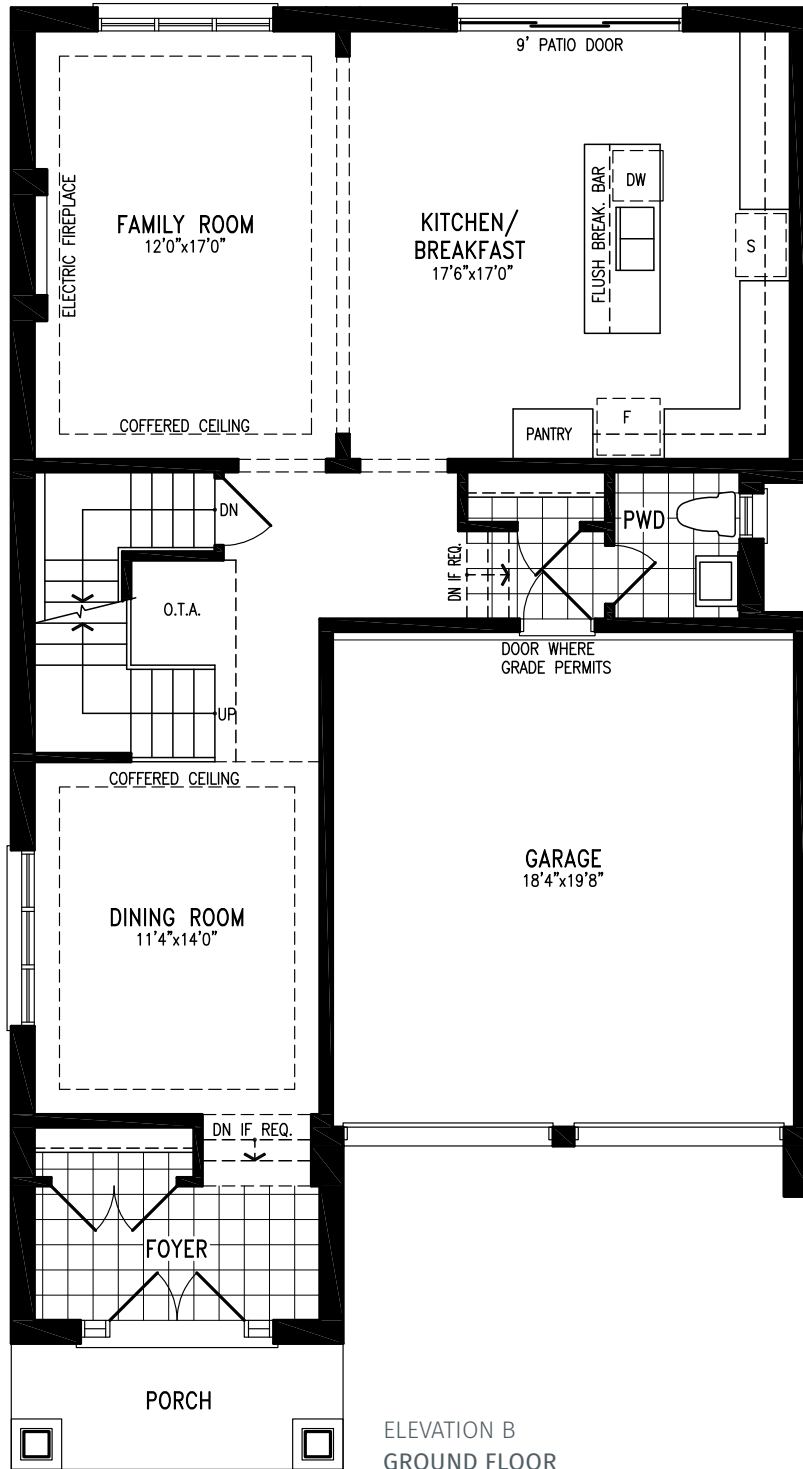 9' PATIO DOOR
ELECTRIC FIREPLACE
FAMILY ROOM
12'0"x17'0"
COFFERED CEILING
KITCHEN/
BREAKFAST
17'6"x17'0"
FLUSH BREAK. BAR
DW
S
PANTRY
F
DN
O.T.A.
UP
DN IF REQ.
PWD
DOOR WHERE
GRADE PERMITS
COFFERED CEILING
DINING ROOM
11'4"x14'0"
GARAGE
18'4"x19'8"
DN IF REQ.
FOYER
PORCH
ELEVATION B
GROUND FLOOR